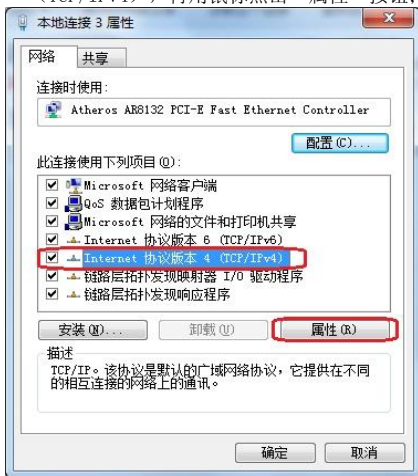 本地连接 3 属性
网络 共享
连接时使用:
Atheros AR8132 PCI-E Fast Ethernet Controller
配置(C)...
此连接使用下列项目(O):
Microsoft 网络客户端
QoS 数据包计划程序
Microsoft 网络的文件和打印机共享
Internet 协议版本 6 (TCP/IPv6)
Internet 协议版本 4 (TCP/IPv4)
链路层拓扑发现映射器 I/O 驱动程序
链路层拓扑发现响应程序
安装(N)... 卸载(U) 属性(R)
描述
TCP/IP。该协议是默认的广域网络协议，它提供在不同
的相互连接的网络上的通讯。
确定 取消